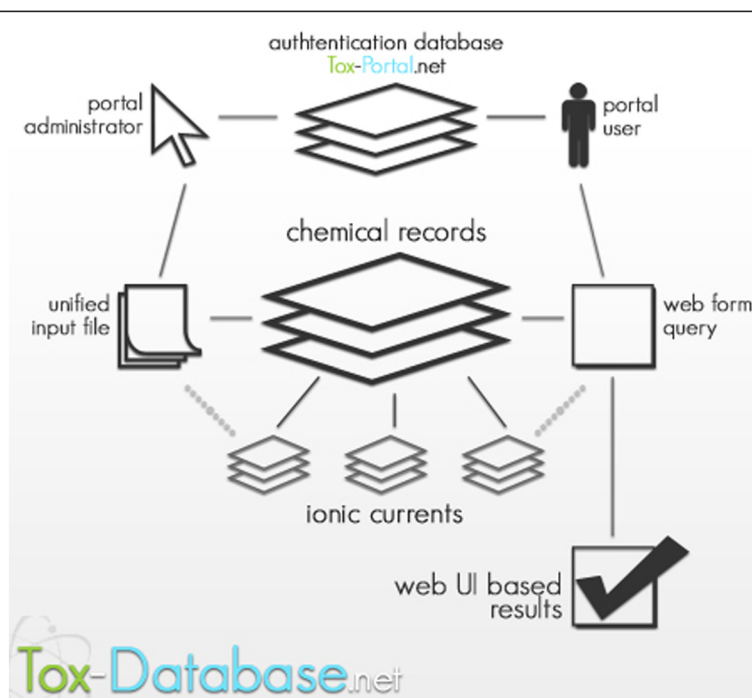 authtentication database
Tox-Portal.net
portal
administrator
portal
user
chemical records
unified
input file
web form
query
ionic currents
web UI based
results
Tox-Database.net